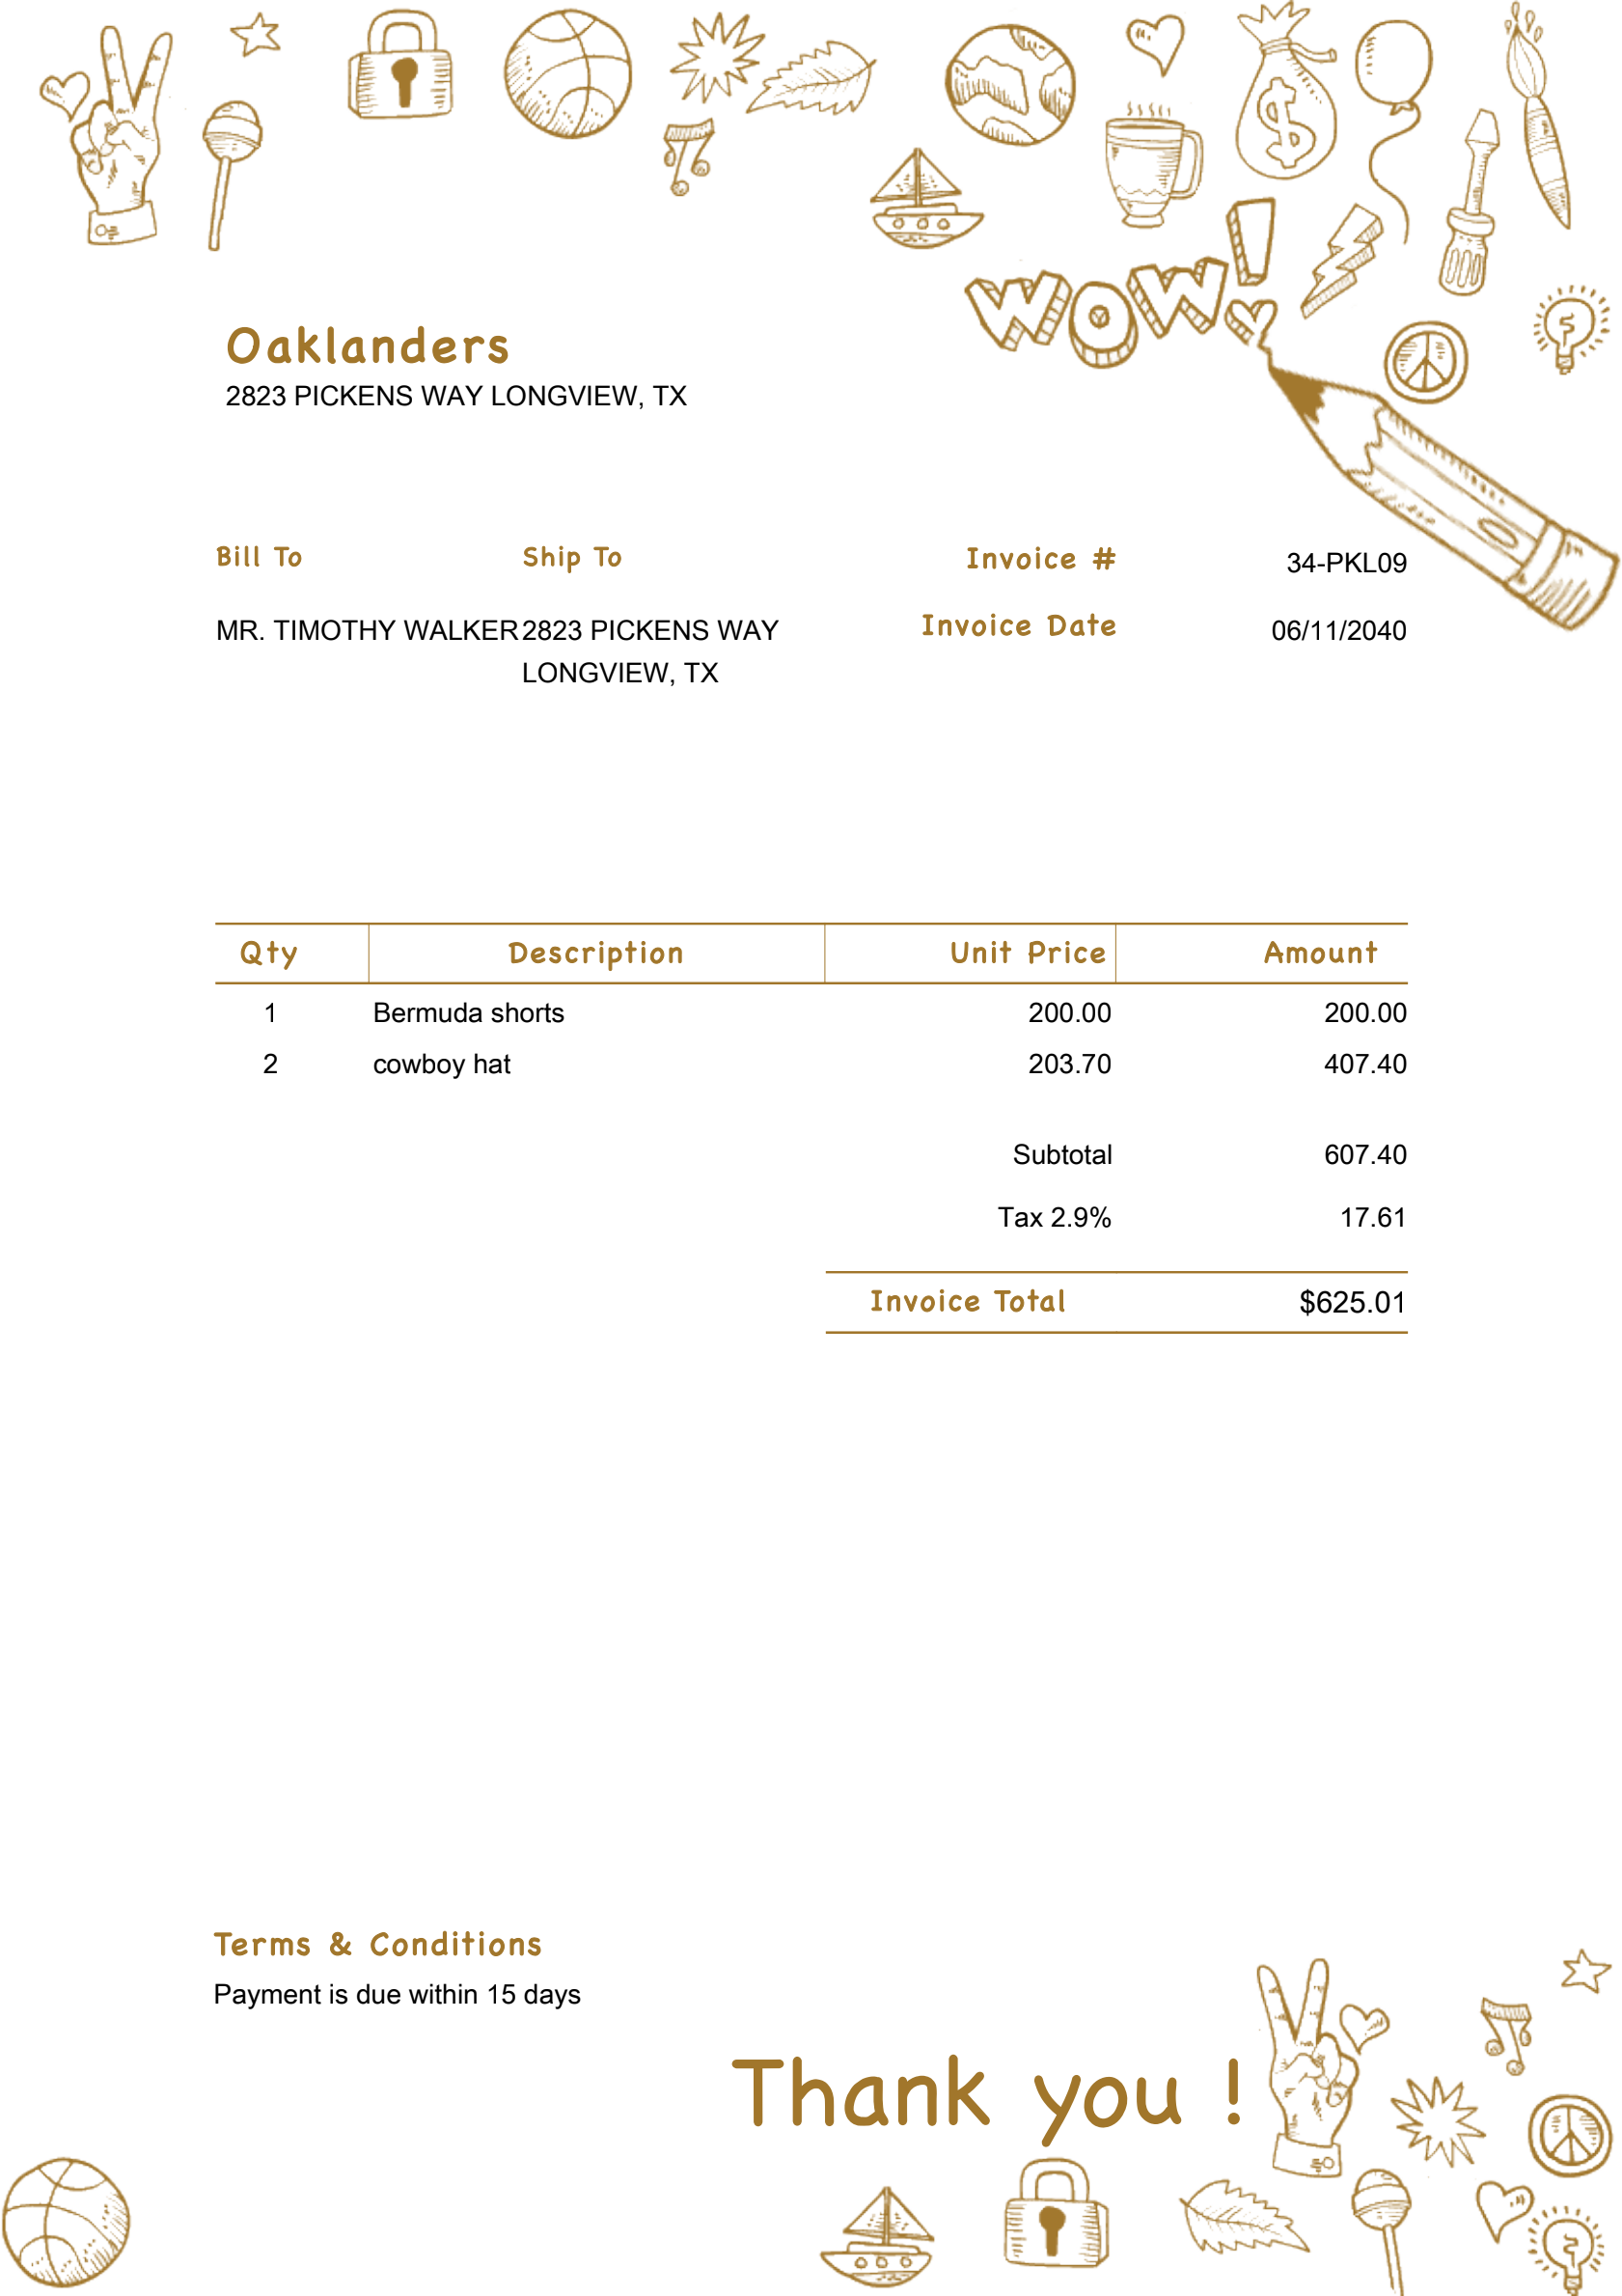 WOW!
Oaklanders
2823 PICKENS WAY LONGVIEW, TX
Bill To Ship To Invoice # 34-PKL09
MR. TIMOTHY WALKER 2823 PICKENS WAY Invoice Date 06/11/2040
LONGVIEW, TX
Qty Description Unit Price Amount
1 Bermuda shorts 200.00 200.00
2 cowboy hat 203.70 407.40
Subtotal 607.40
Tax 2.9% 17.61
Invoice Total $625.01
Terms & Conditions
Payment is due within 15 days
Thank you !